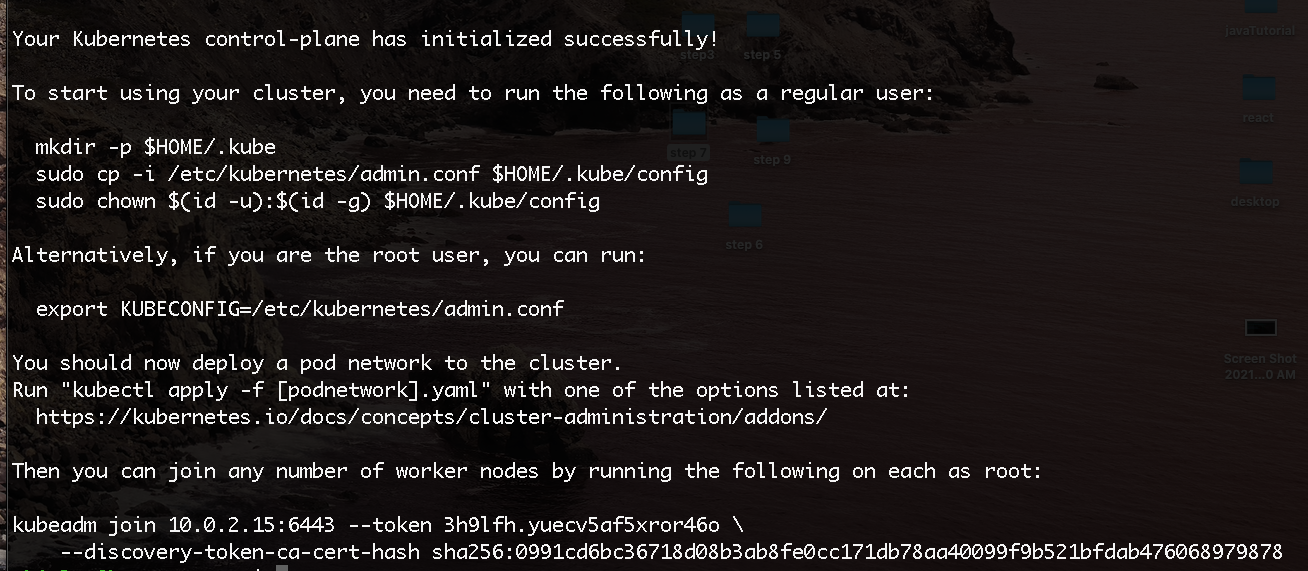 Your Kubernetes control-plane has initialized successfully!
To start using your cluster, you need to run the following as a regular user:
mkdir -p $HOME/.kube
sudo cp -i /etc/kubernetes/admin.conf $HOME/.kube/config
sudo chown $(id -u):$(id -g) $HOME/.kube/config
Alternatively, if you are the root user, you can run:
export KUBECONFIG=/etc/kubernetes/admin.conf
You should now deploy a pod network to the cluster.
Run "kubectl apply -f [podnetwork].yaml" with one of the options listed at:
https://kubernetes.io/docs/concepts/cluster-administration/addons/
Then you can join any number of worker nodes by running the following on each as root:
kubeadm join 10.0.2.15:6443 --token 3h9lfh.yuecv5af5xror46o \
--discovery-token-ca-cert-hash sha256:0991cd6bc36718d08b3ab8fe0cc171db78aa40099f9b521bfdab476068979878
step3
step 5
step 7
step 9
step 6
javaTutorial
react
desktop
Screen Shot
2021...0 AM